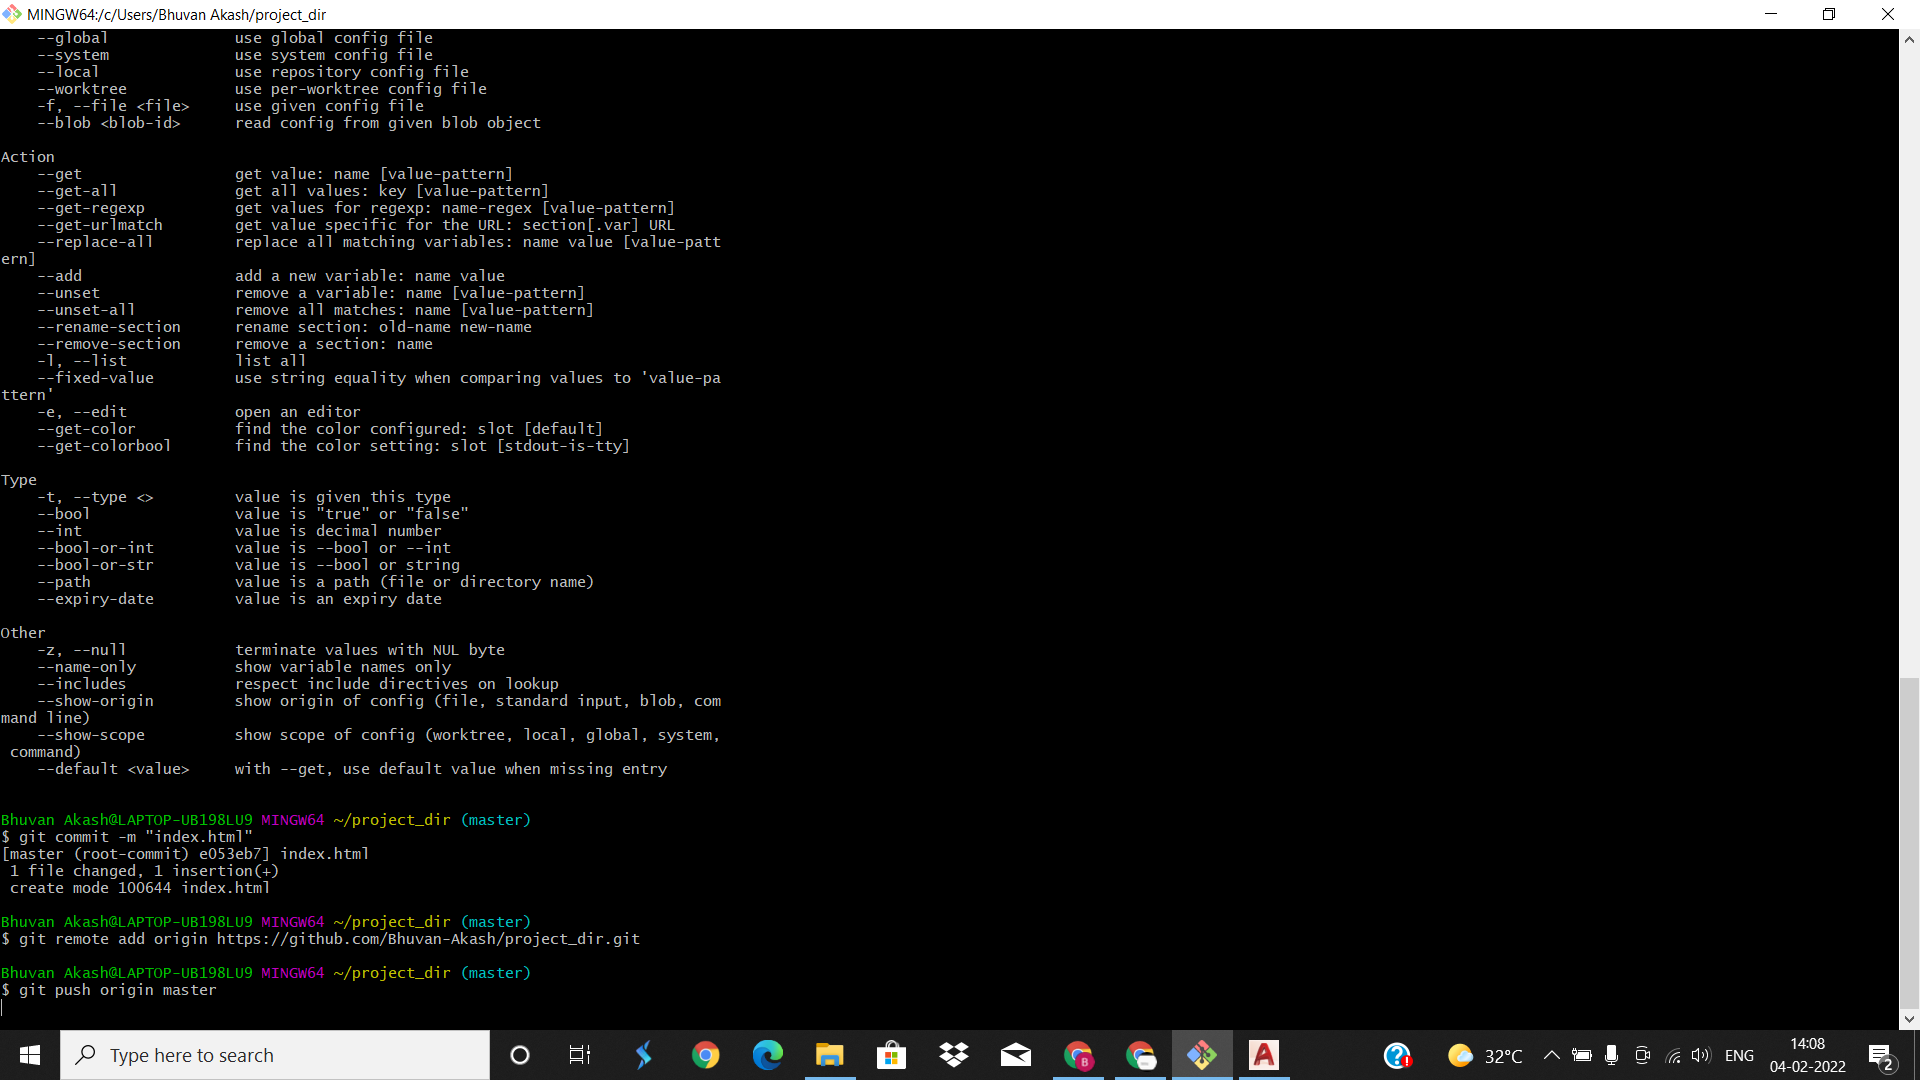 MINGW64:/c/Users/Bhuvan Akash/project_dir
--global use global config file
--system use system config file
--local use repository config file
--worktree use per-worktree config file
-f, --file <file> use given config file
--blob <blob-id> read config from given blob object
Action
--get get value: name [value-pattern]
--get-all get all values: key [value-pattern]
--get-regexp get values for regexp: name-regex [value-pattern]
--get-urlmatch get value specific for the URL: section[.var] URL
--replace-all replace all matching variables: name value [value-patt
ern]
--add add a new variable: name value
--unset remove a variable: name [value-pattern]
--unset-all remove all matches: name [value-pattern]
--rename-section rename section: old-name new-name
--remove-section remove a section: name
-l, --list list all
--fixed-value use string equality when comparing values to 'value-pa
ttern'
-e, --edit open an editor
--get-color find the color configured: slot [default]
--get-colorbool find the color setting: slot [stdout-is-tty]
Type
-t, --type <> value is given this type
--bool value is "true" or "false"
--int value is decimal number
--bool-or-int value is --bool or --int
--bool-or-str value is --bool or string
--path value is a path (file or directory name)
--expiry-date value is an expiry date
Other
-z, --null terminate values with NUL byte
--name-only show variable names only
--includes respect include directives on lookup
--show-origin show origin of config (file, standard input, blob, com
mand line)
--show-scope show scope of config (worktree, local, global, system,
command)
--default <value> with --get, use default value when missing entry
Bhuvan Akash@LAPTOP-UB198LU9 MINGW64 ~/project_dir (master)
$ git commit -m "index.html"
[master (root-commit) e053eb7] index.html
1 file changed, 1 insertion(+)
create mode 100644 index.html
Bhuvan Akash@LAPTOP-UB198LU9 MINGW64 ~/project_dir (master)
$ git remote add origin https://github.com/Bhuvan-Akash/project_dir.git
Bhuvan Akash@LAPTOP-UB198LU9 MINGW64 ~/project_dir (master)
$ git push origin master
Type here to search
B
A
32°C
ENG
14:08
04-02-2022
2